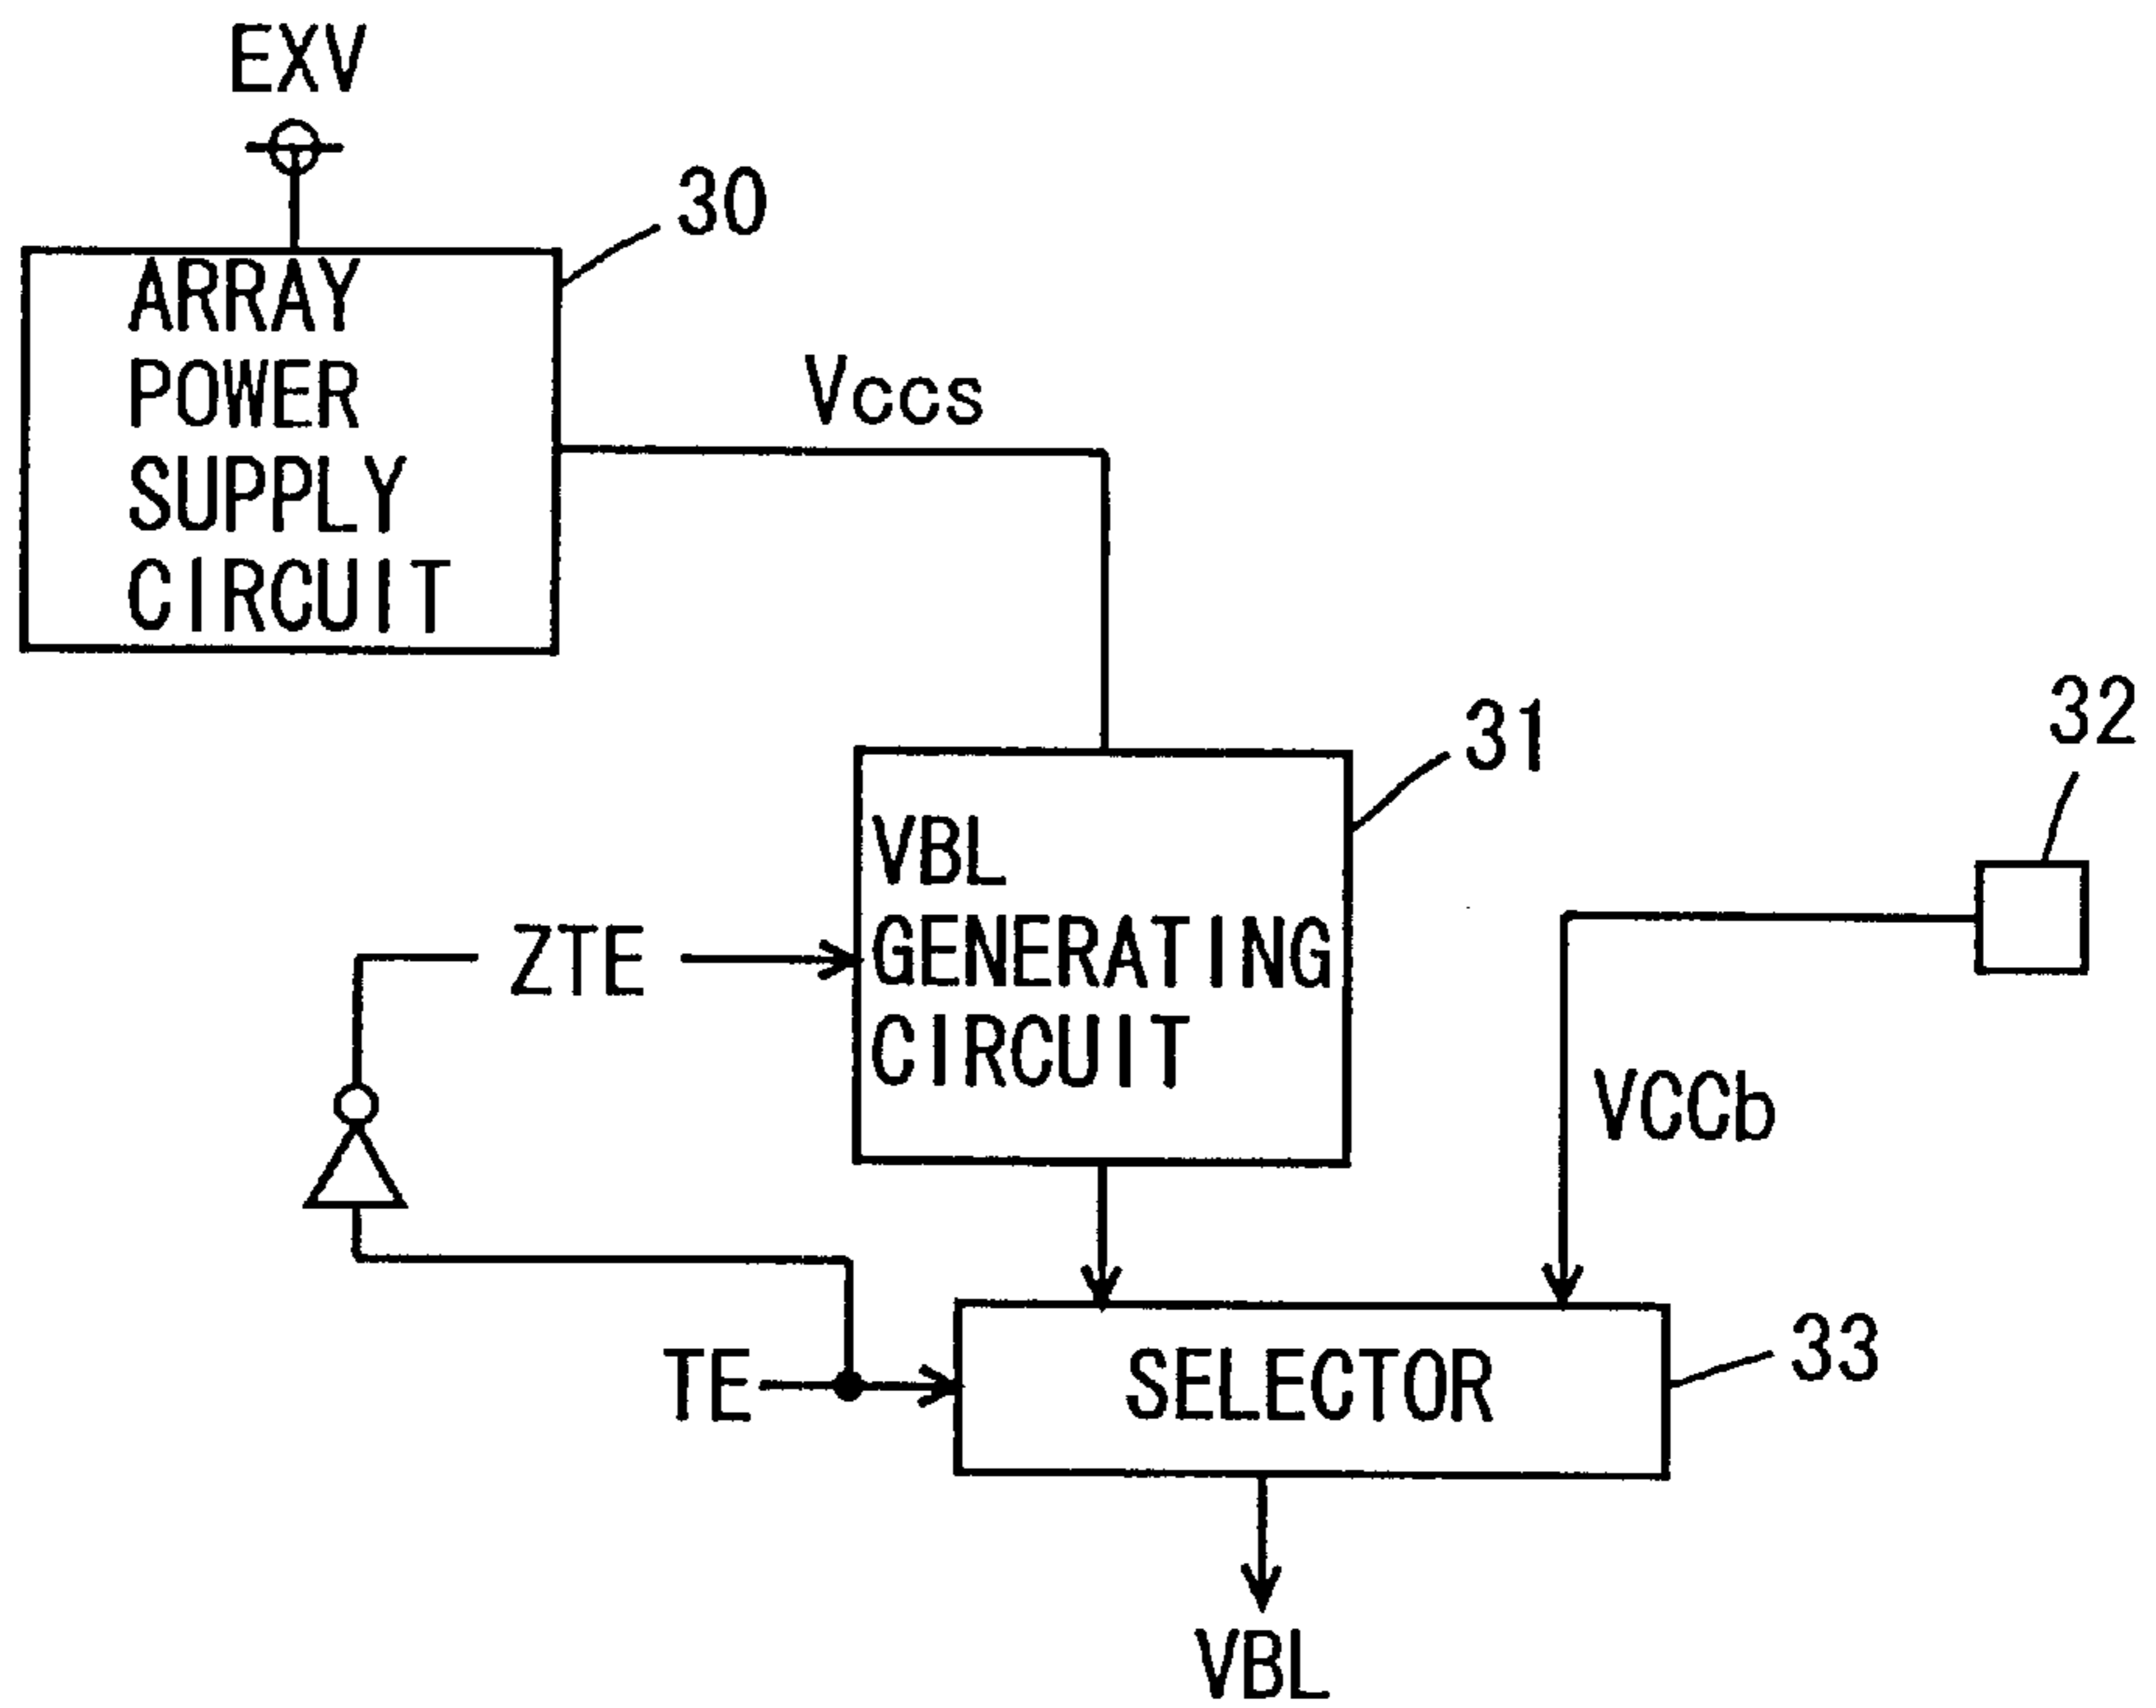 EXV
30
ARRAY
POWER
SUPPLY
CIRCUIT
Vccs
31
32
VBL
GENERATING
CIRCUIT
ZTE
VCCb
TE
SELECTOR
33
VBL